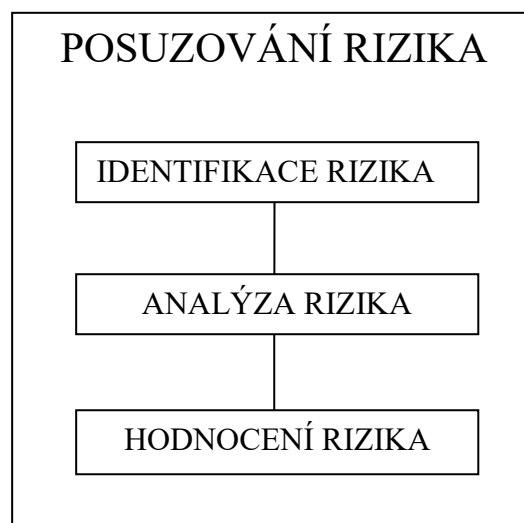 POSUZOVÁNÍ RIZIKA
IDENTIFIKACE RIZIKA
ANALÝZA RIZIKA
HODNOCENÍ RIZIKA